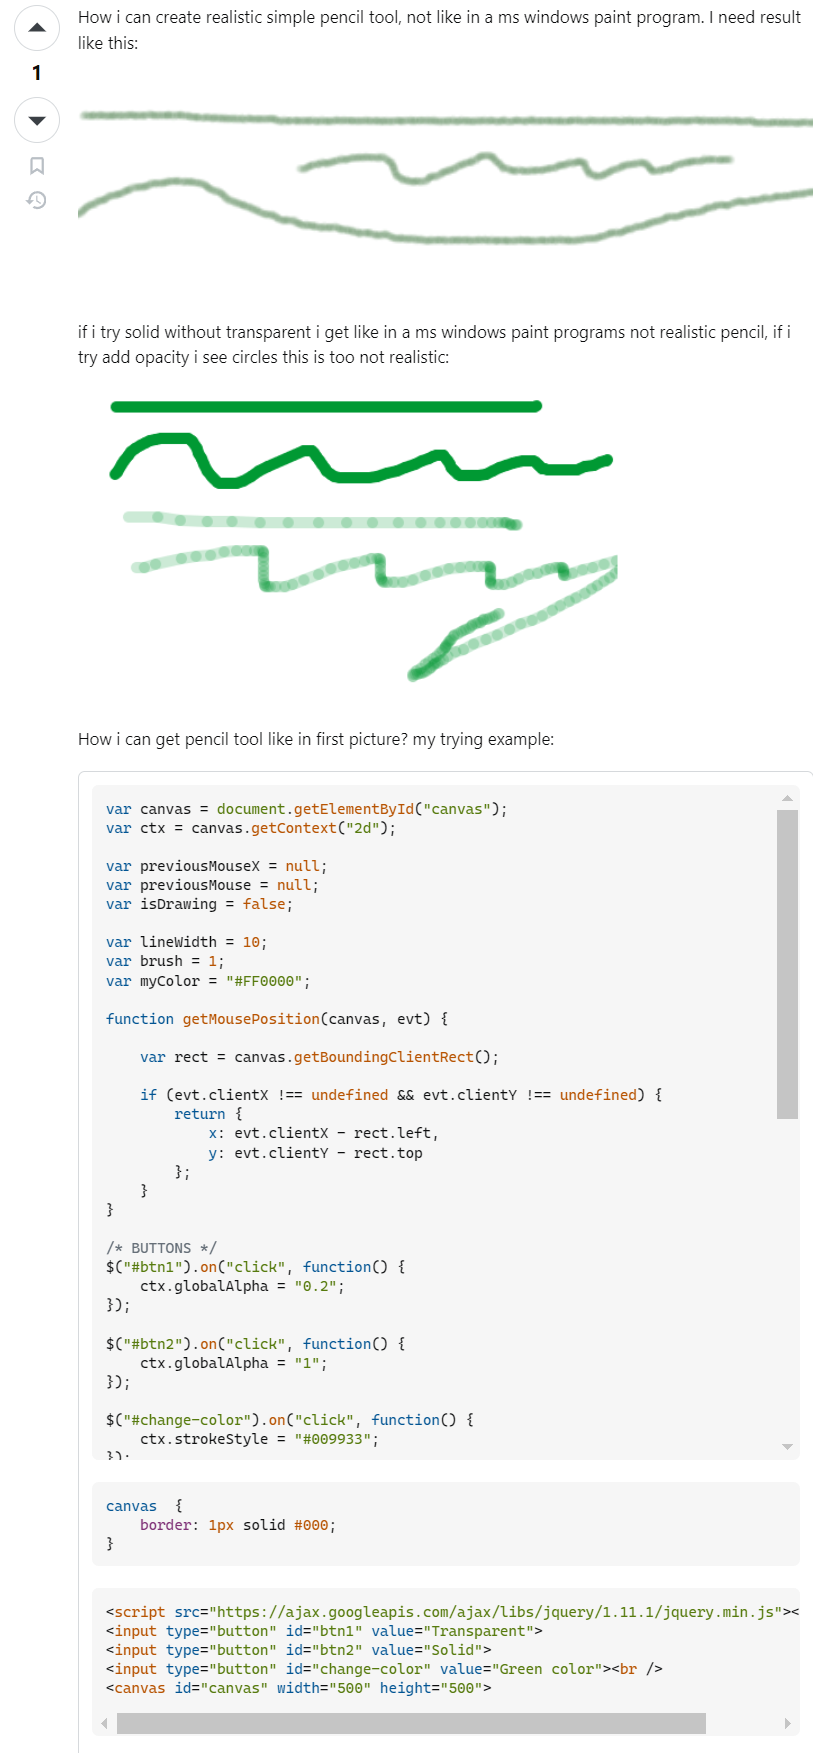 How i can create realistic simple pencil tool, not like in a ms windows paint program. I need result
like this:
1
if i try solid without transparent i get like in a ms windows paint programs not realistic pencil, if i
try add opacity i see circles this is too not realistic:
How i can get pencil tool like in first picture? my trying example:
var canvas = document.getElementById("canvas");
var ctx = canvas.getContext("2d");
var previousMouseX = null;
var previousMouse = null;
var isDrawing = false;
var lineWidth = 10;
var brush = 1;
var myColor = "#FF0000";
function getMousePosition(canvas, evt) {
var rect = canvas.getBoundingClientRect();
if (evt.clientX !== undefined && evt.clientY !== undefined) {
return {
x: evt.clientX - rect.left,
y: evt.clientY - rect.top
};
}
}
/* BUTTONS */
$("#btn1").on("click", function() {
ctx.globalAlpha = "0.2";
});
$("#btn2").on("click", function() {
ctx.globalAlpha = "1";
});
$("#change-color").on("click", function() {
ctx.strokeStyle = "#009933";
});
canvas  {
border: 1px solid #000;
}
<script src="https://ajax.googleapis.com/ajax/libs/jquery/1.11.1/jquery.min.js"><
<input type="button" id="btn1" value="Transparent">
<input type="button" id="btn2" value="Solid">
<input type="button" id="change-color" value="Green color"><br />
<canvas id="canvas" width="500" height="500">